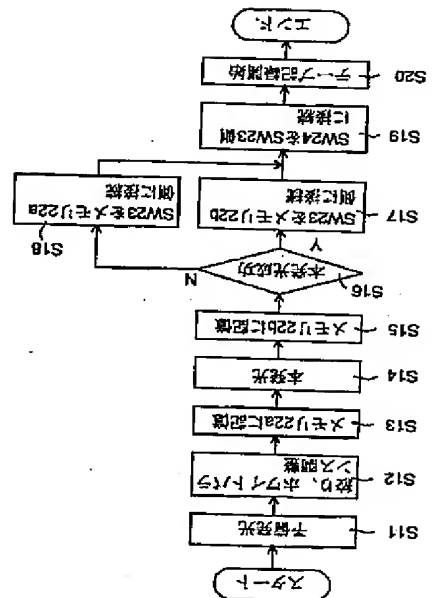 スタート
S11 予備発光
S12 絞り、ホワイトバラ
ンス調整
S13 メモリ22aに記憶
S14 本発光
S15 メモリ22bに記憶
S16 本発光成功
Y
N
S17 SW23をメモリ22b
側に接続
S18 SW23をメモリ22a
側に接続
S19 SW24をSW23側
に接続
S20 テープ記録開始
エンド